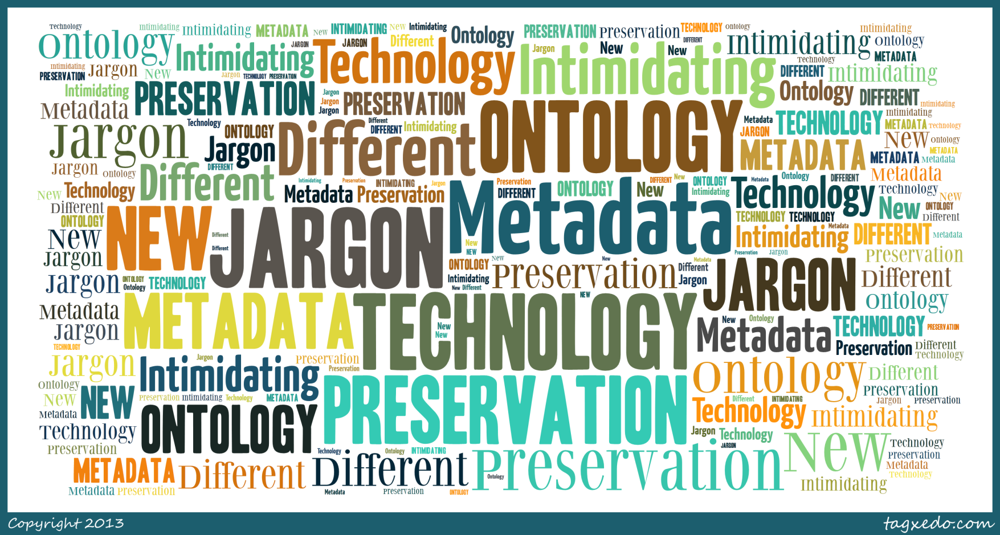 Technology
Intimidating
Intimidating
METADATA
New
INTIMIDATING
New
Intimidating
Ontology
PRESERVATION
Preservation
TECHNOLOGY
Ontology
Intimidating
Ontology
Intimidating
JARGON
Technology
JARGON
Different
Jargon
Intimidating
New
New
DIFFERENT
Intimidating
Ontology
METADATA
Technology
Intimidating
PRESERVATION
Jargon
New
Jargon
TECHNOLOGY
PRESERVATION
DIFFERENT
Intimidating
Intimidating
PRESERVATION
Jargon
Jargon
Jargon
PRESERVATION
Ontology
DIFFERENT
Intimidating
Metadata
ONTOLOGY
Intimidating
Jargon
Technology
ONTOLOGY
Jargon
Different
Different
DIFFERENT
Intimidating
Metadata
JARGON
TECHNOLOGY
METADATA
Technology
New
Ontology
METADATA
METADATA
METADATA
Metadata
Jargon
Ontology
Different
DIFFERENT
Metadata
New
Technology
Intimidating
Preservation
INTIMIDATING
Jargon
Metadata
Preservation
Metadata
Preservation
DIFFERENT
ONTOLOGY
New
DIFFERENT
New
ONTOLOGY
Intimidating
Technology
Metadata
Ontology
DIFFERENT
Technology
New
Different
ONTOLOGY
NEW
JARGON
Different
Different
New
NEW
TECHNOLOGY
TECHNOLOGY
New
ONTOLOGY
Different
Metadata
Intimidating
DIFFERENT
Metadata
New
Jargon
Preservation
Jargon
Preservation
ONTOLOGY
New
Preservation
New
Metadata
Different
JARGON
Different
Jargon
ONTOLOGY
Ontology
TECHNOLOGY
Intimidating
New
Different
Jargon
NEW
Ontology
METADATA
TECHNOLOGY
Metadata
Jargon
New
New
New
Ontology
Metadata
TECHNOLOGY
PRESERVATION
TECHNOLOGY
Preservation
Different
Technology
Jargon
Intimidating
Jargon
Preservation
Preservation
Ontology
Different
PRESERVATION
Ontology
New
NEW
Preservation
Intimidating
Technology
METADATA
Preservation
Different
INTIMIDATING
Jargon
Preservation
Metadata
ONTOLOGY
Technology
Intimidating
Technology
Jargon
Technology
New
Technology
Preservation
JARGON
Preservation
Technology
Ontology
INTIMIDATING
Preservation
METADATA
Different
Different
Ontology
Metadata
Technology
Intimidating
Metadata
Preservation
Metadata
Preservation
ONTOLOGY
Copyright 2013
tagxedo.com